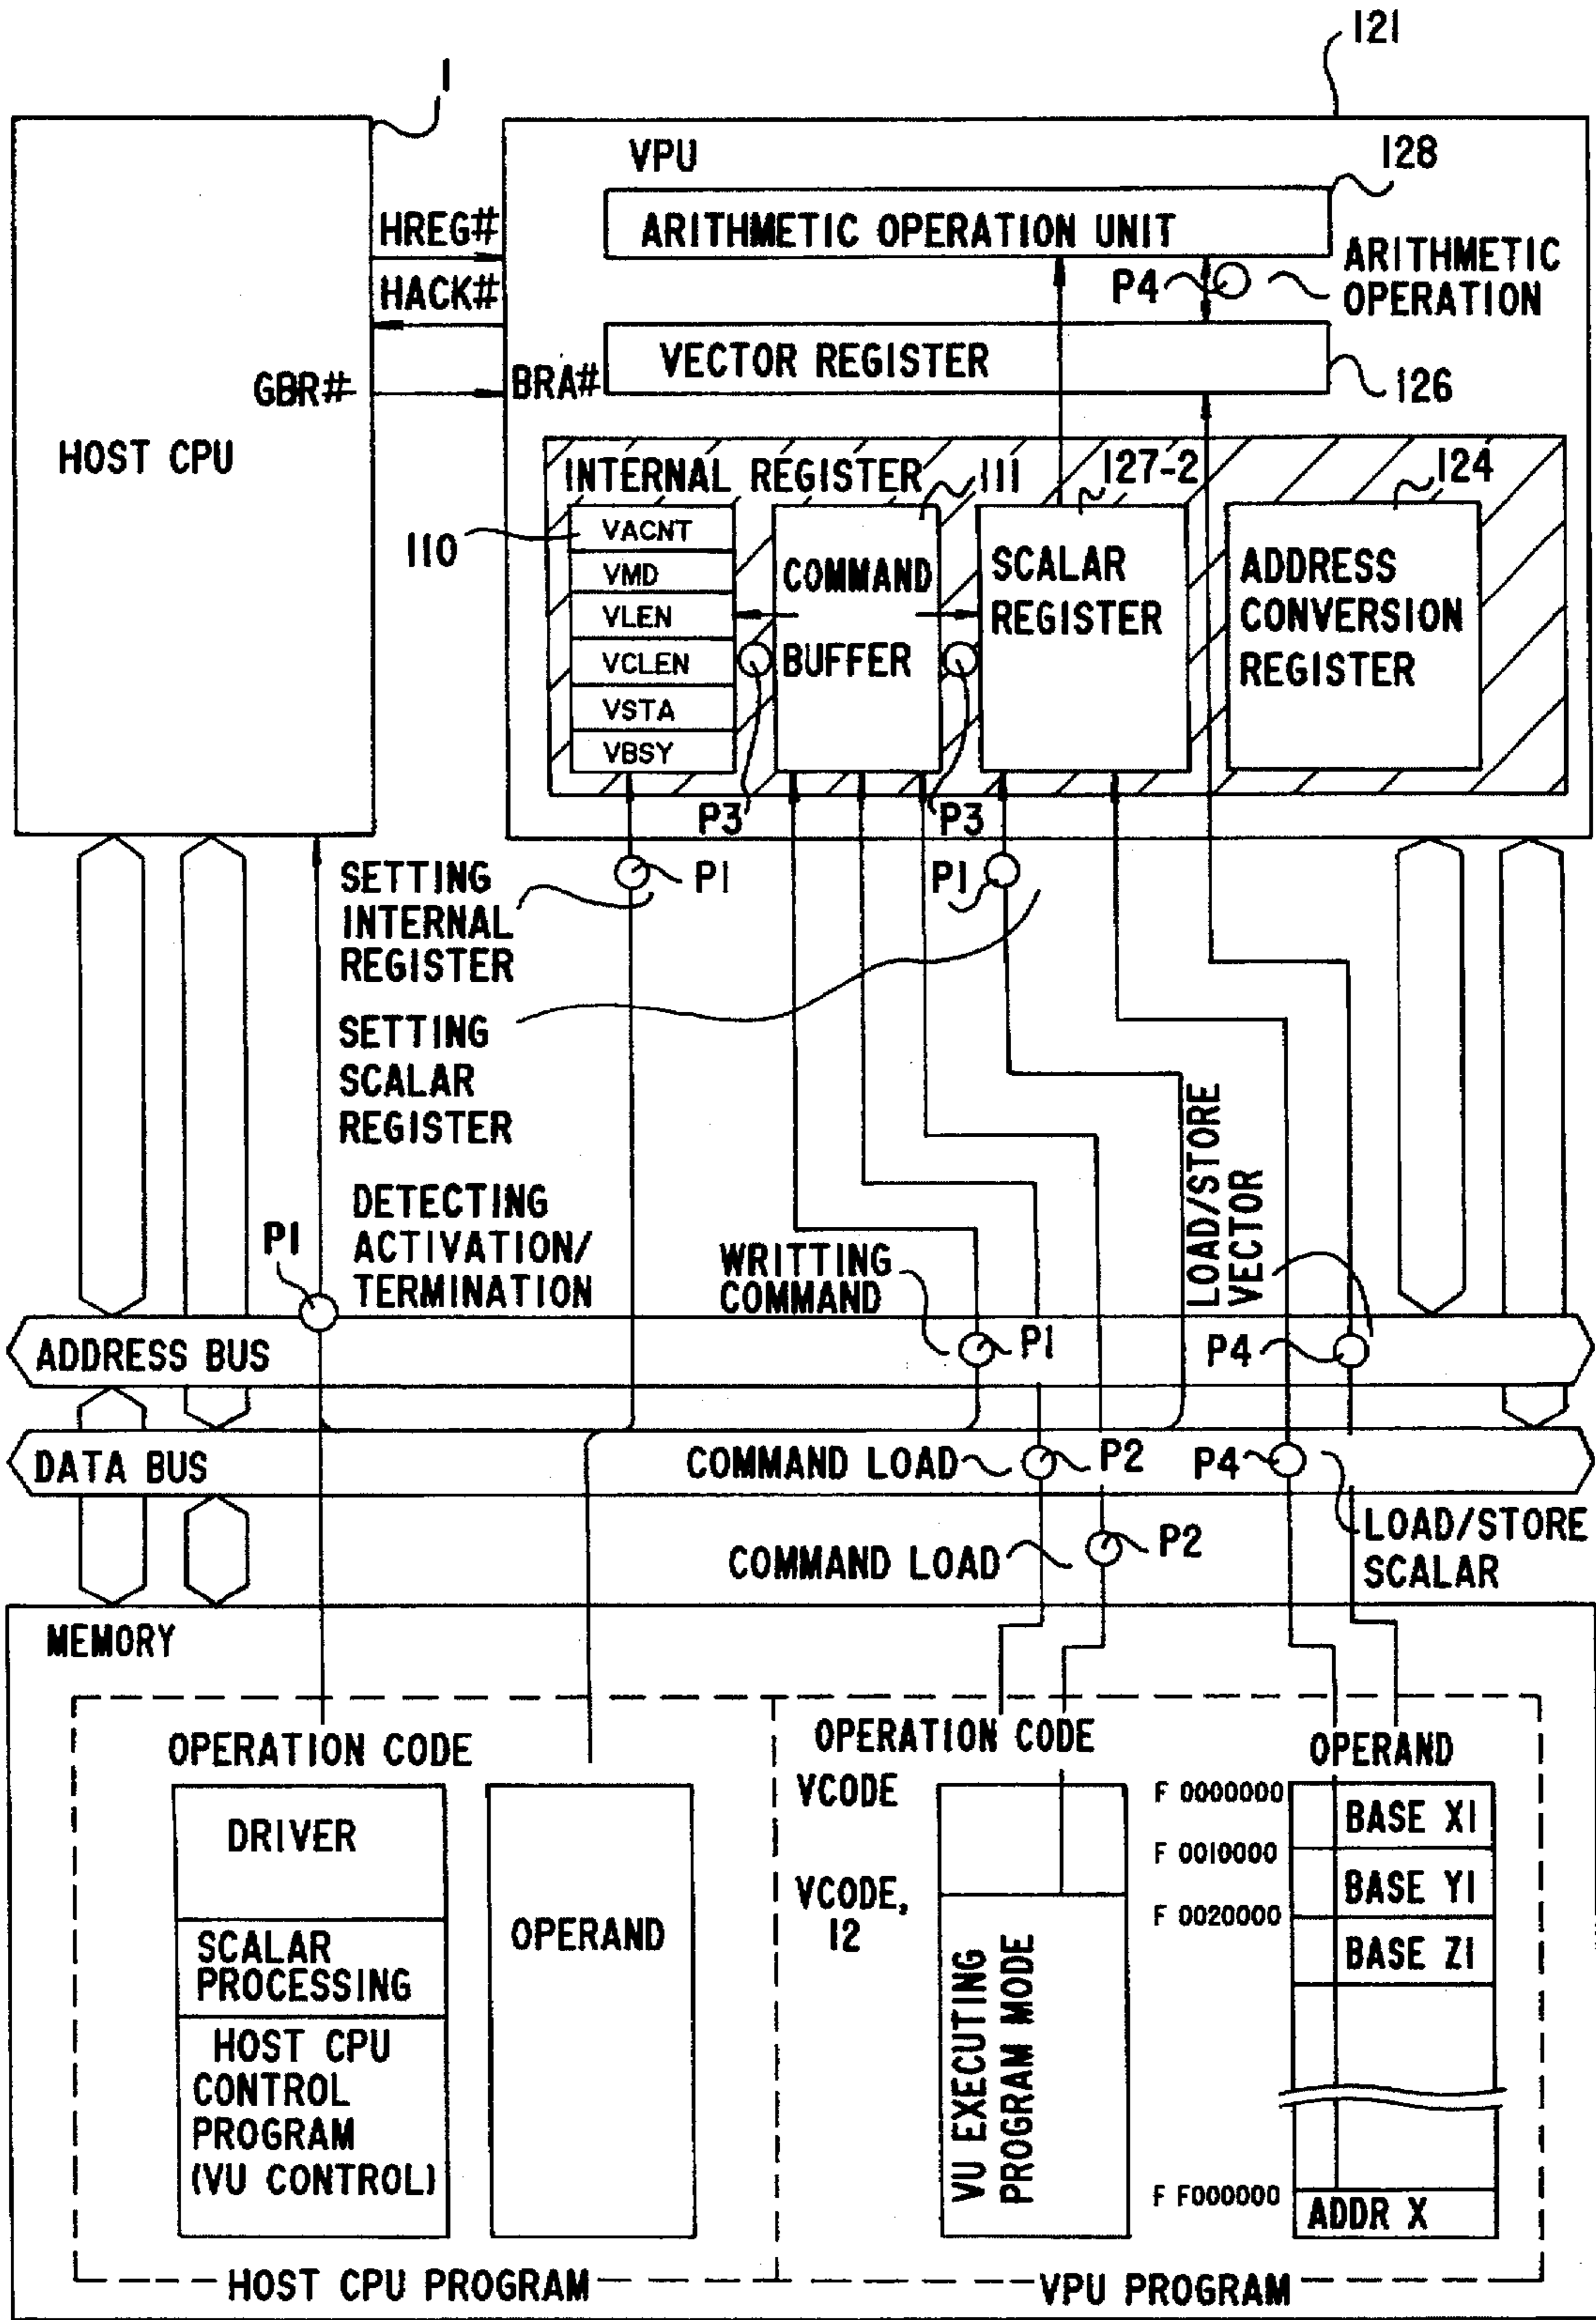 121
1
VPU
128
ARITHMETIC OPERATION UNIT
HREG#
HACK#
P4
ARITHMETIC
OPERATION
VECTOR REGISTER
126
GBR#
BRA#
HOST CPU
INTERNAL REGISTER
111
127-2
124
110
VACNT
VMD
VLEN
VCLEN
VSTA
VBSY
COMMAND
BUFFER
SCALAR
REGISTER
ADDRESS
CONVERSION
REGISTER
P3
P3
SETTING
INTERNAL
REGISTER
P1
P1
SETTING
SCALAR
REGISTER
DETECTING
ACTIVATION/
TERMINATION
P1
WRITTING
COMMAND
LOAD/STORE
VECTOR
P1
P4
ADDRESS BUS
DATA BUS
COMMAND LOAD
P2
P4
COMMAND LOAD
P2
LOAD/STORE
SCALAR
MEMORY
OPERATION CODE
DRIVER
SCALAR
PROCESSING
HOST CPU
CONTROL
PROGRAM
(VU CONTROL)
OPERAND
HOST CPU PROGRAM
OPERATION CODE
VCODE
VCODE,
12
VU EXECUTING
PROGRAM MODE
OPERAND
F 0000000
BASE X1
F 0010000
BASE Y1
F 0020000
BASE Z1
F F000000
ADDR X
VPU PROGRAM